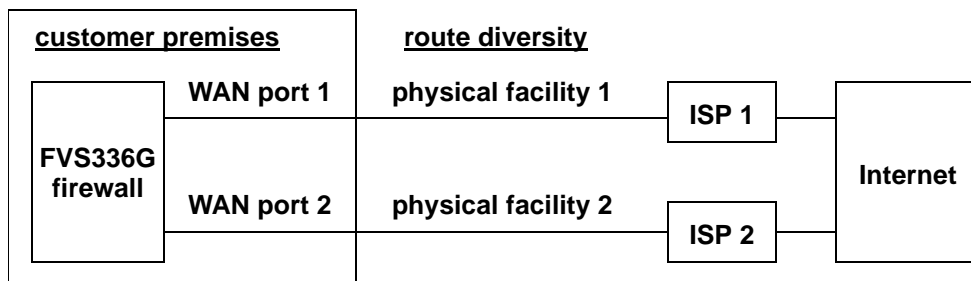 customer premises
route diversity
WAN port 1
physical facility 1
ISP 1
FVS336G
firewall
Internet
WAN port 2
physical facility 2
ISP 2